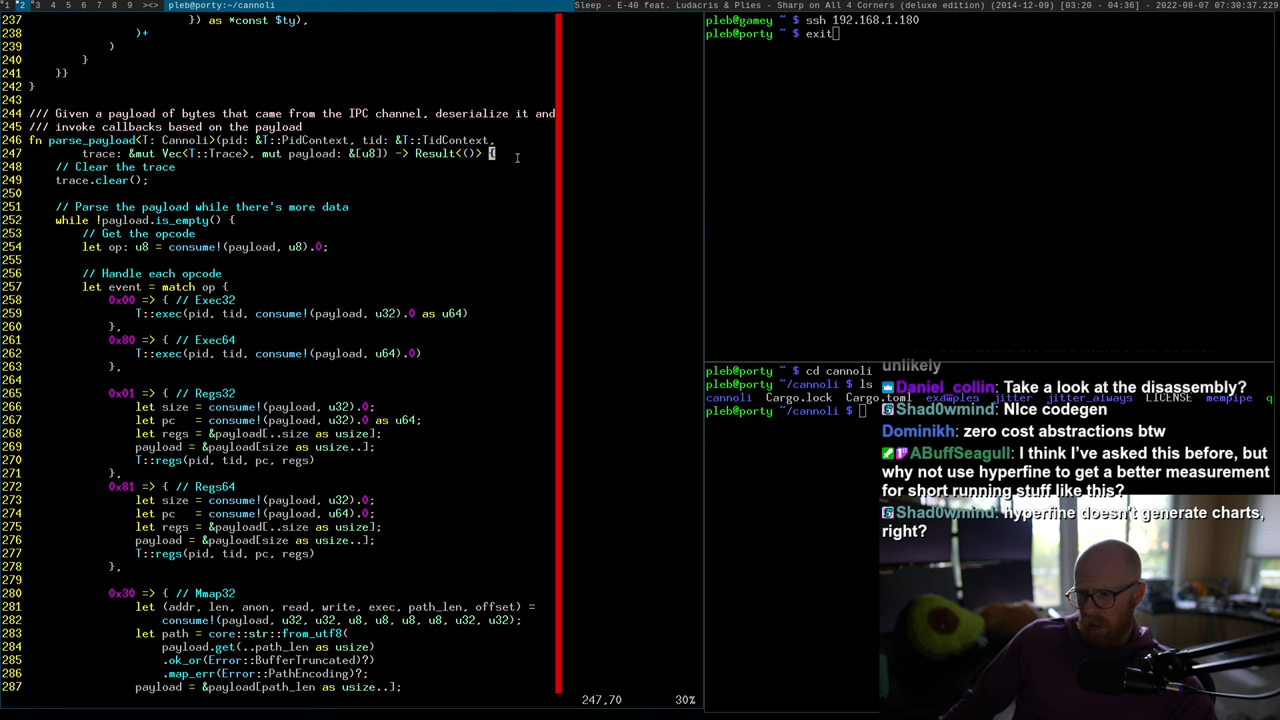 1 2 3 4 5 6 7 8 9 ><> pleb@porty:~/cannoli Sleep - E-40 feat. Ludacris & Plies - Sharp on All 4 Corners (deluxe edition) (2014-12-09) [03:20 - 04:36] - 2022-08-07 07:30:37.229
237 }) as *const $ty),
238 )+
239 )
240 }
241 }}
242 }
243
244 /// Given a payload of bytes that came from the IPC channel, deserialize it and
245 /// invoke callbacks based on the payload
246 fn parse_payload<T: Cannoli>(pid: &T::PidContext, tid: &T::TidContext,
247 trace: &mut Vec<T::Trace>, mut payload: &[u8]) -> Result<()> {
248 // Clear the trace
249 trace.clear();
250
251 // Parse the payload while there's more data
252 while !payload.is_empty() {
253 // Get the opcode
254 let op: u8 = consume!(payload, u8).0;
255
256 // Handle each opcode
257 let event = match op {
258 0x00 => { // Exec32
259 T::exec(pid, tid, consume!(payload, u32).0 as u64)
260 },
261 0x80 => { // Exec64
262 T::exec(pid, tid, consume!(payload, u64).0)
263 },
264
265 0x01 => { // Regs32
266 let size = consume!(payload, u32).0;
267 let pc = consume!(payload, u32).0 as u64;
268 let regs = &payload[..size as usize];
269 payload = &payload[size as usize..];
270 T::regs(pid, tid, pc, regs)
271 },
272 0x81 => { // Regs64
273 let size = consume!(payload, u32).0;
274 let pc = consume!(payload, u64).0;
275 let regs = &payload[..size as usize];
276 payload = &payload[size as usize..];
277 T::regs(pid, tid, pc, regs)
278 },
279
280 0x30 => { // Mmap32
281 let (addr, len, anon, read, write, exec, path_len, offset) =
282 consume!(payload, u32, u32, u8, u8, u8, u8, u32, u32);
283 let path = core::str::from_utf8(
284 payload.get(..path_len as usize)
285 .ok_or(Error::BufferTruncated)?)
286 .map_err(Error::PathEncoding)?;
287 payload = &payload[path_len as usize..];
247,70 30%
pleb@gamey ~ $ ssh 192.168.1.180
pleb@porty ~ $ exit
pleb@porty ~ $ cd cannoli
pleb@porty ~/cannoli $ ls
cannoli Cargo.lock Cargo.toml examples jitter jitter_always LICENSE mempipe q
pleb@porty ~/cannoli $
unlikely
Daniel_collin: Take a look at the disassembly?
Shad0wmind: NIce codegen
Dominikh: zero cost abstractions btw
ABuffSeagull: I think I've asked this before, but
why not use hyperfine to get a better measurement
for short running stuff like this?
Shad0wmind: hyperfine doesn't generate charts,
right?